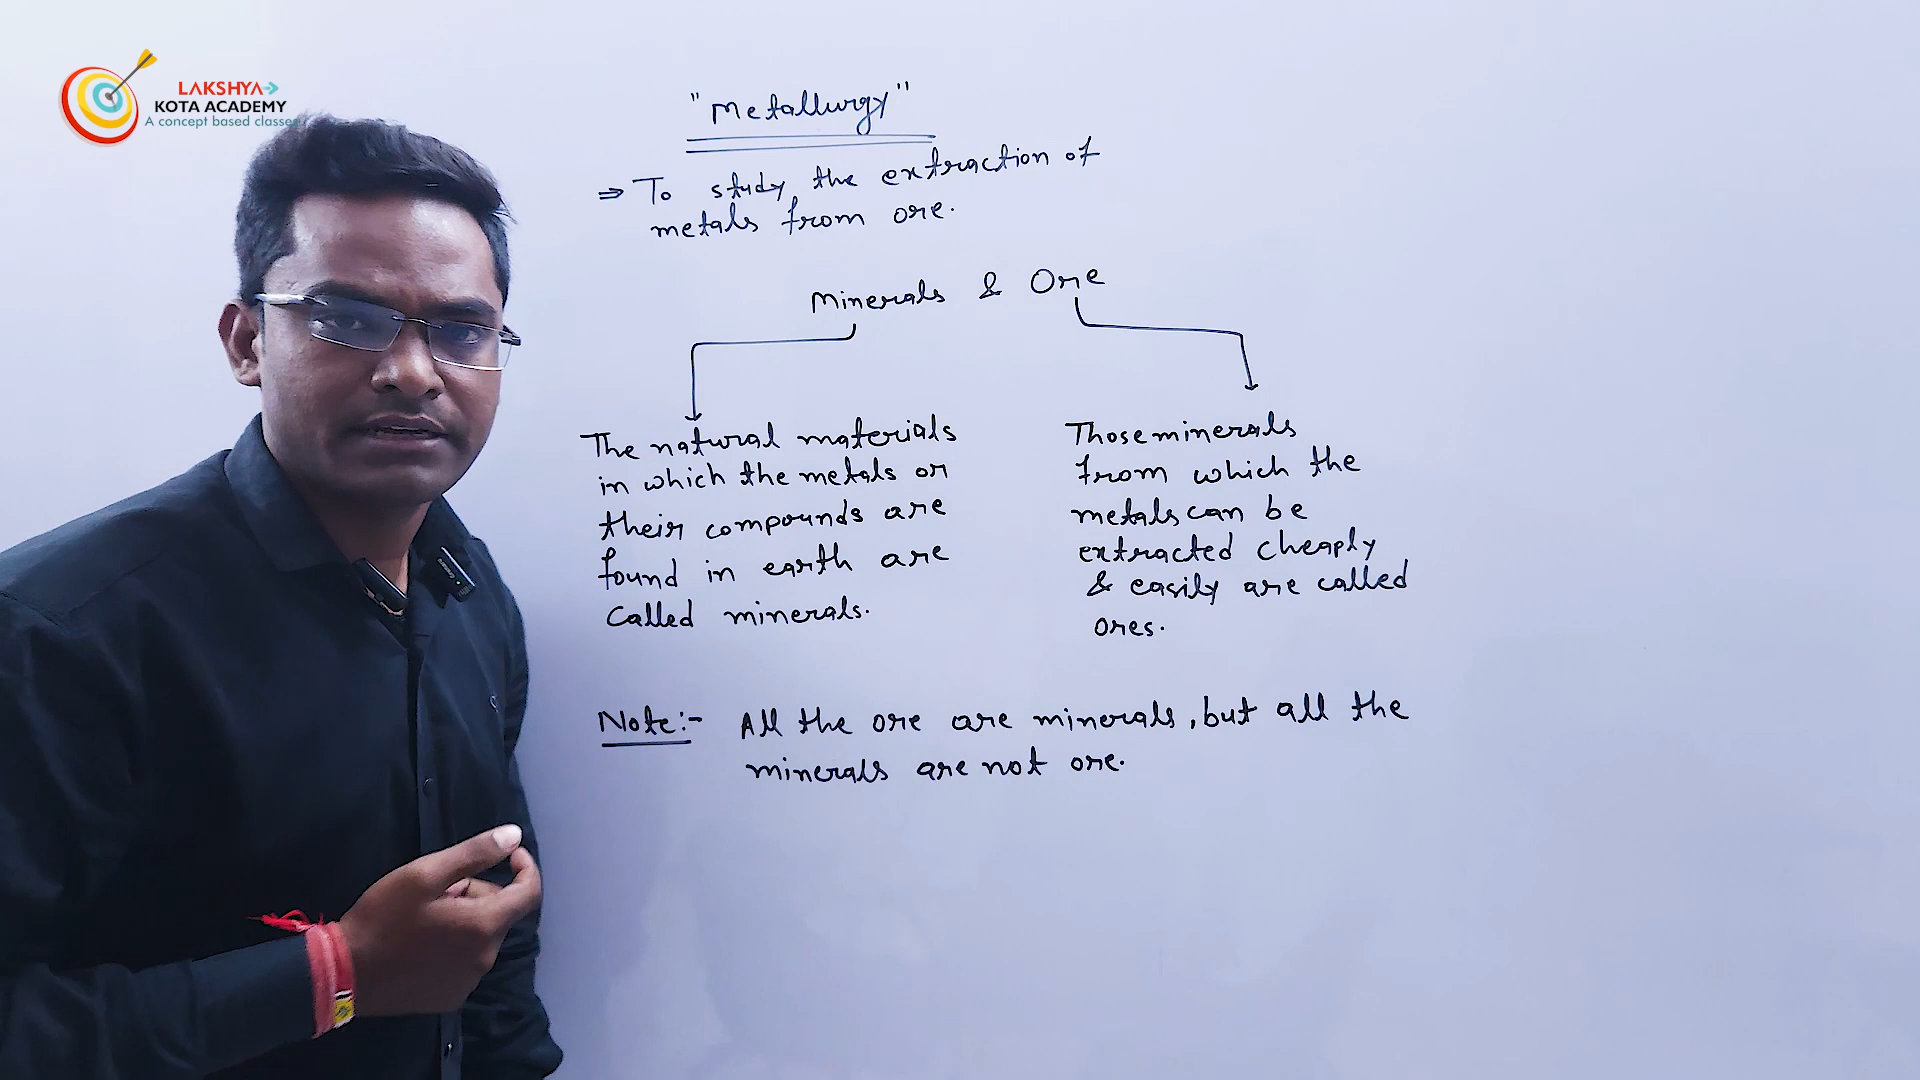 LAKSHYA
KOTA ACADEMY
A concept based classes
"Metallurgy"
⇒ To study the extraction of
metals from ore.
Minerals & Ore
The natural materials
in which the metals or
their compounds are
found in earth are
called minerals.
Those minerals
from which the
metals can be
extracted cheaply
& easily are called
ores.
Note:- All the ore are minerals, but all the
minerals are not ore.